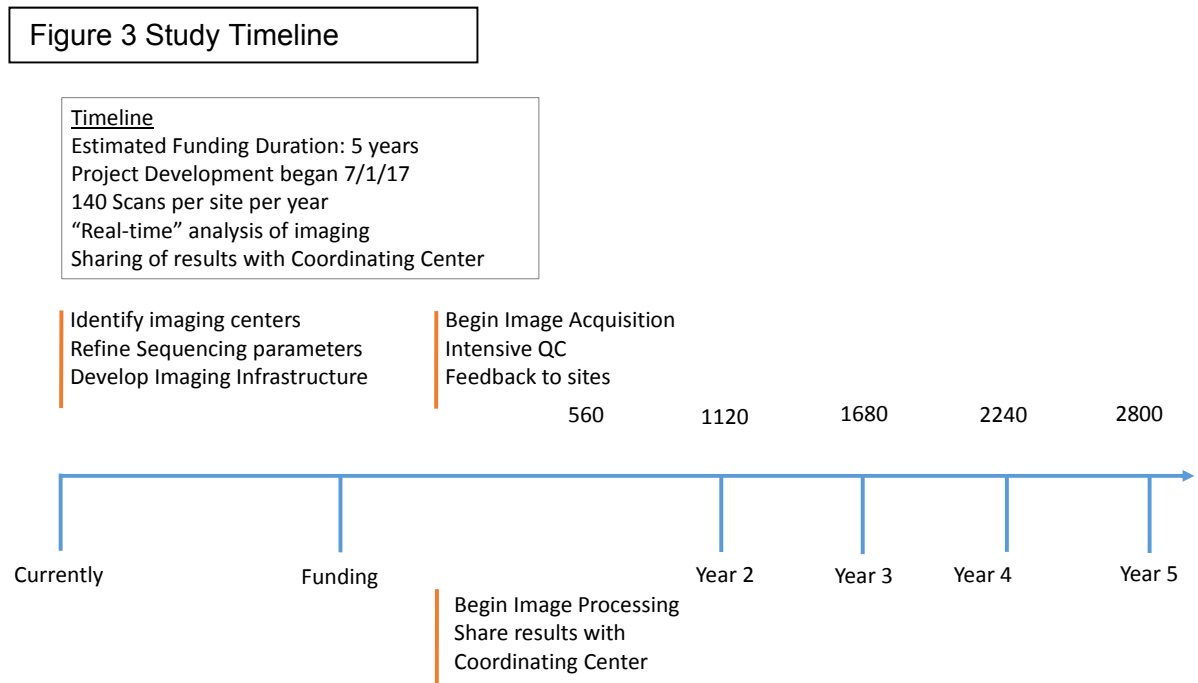 Figure 3 Study Timeline
Timeline
Estimated Funding Duration: 5 years
Project Development began 7/1/17
140 Scans per site per year
“Real-time” analysis of imaging
Sharing of results with Coordinating Center
Identify imaging centers
Refine Sequencing parameters
Develop Imaging Infrastructure
Begin Image Acquisition
Intensive QC
Feedback to sites
560 1120 1680 2240 2800
Currently Funding Year 2 Year 3 Year 4 Year 5
Begin Image Processing
Share results with
Coordinating Center